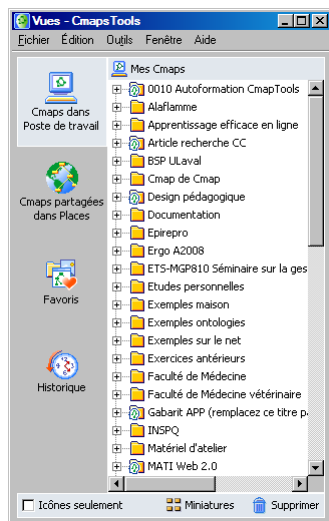 Vues - CmapsTools
Fichier Édition Outils Fenêtre Aide
Cmaps dans
Poste de travail
Cmaps partagées
dans Places
Favoris
Historique
Mes Cmaps
0010 Autoformation CmapTools
Alaflamme
Apprentissage efficace en ligne
Article recherche CC
BSP ULaval
Cmap de Cmap
Design pédagogique
Documentation
Epirepro
Ergo A2008
ETS-MGP810 Séminaire sur la ges
Etudes personnelles
Exemples maison
Exemples ontologies
Exemples sur le net
Exercices antérieurs
Faculté de Médecine
Faculté de Médecine vétérinaire
Gabarit APP (remplacez ce titre pa
INSPQ
Matériel d'atelier
MATI Web 2.0
Icônes seulement Miniatures Supprimer